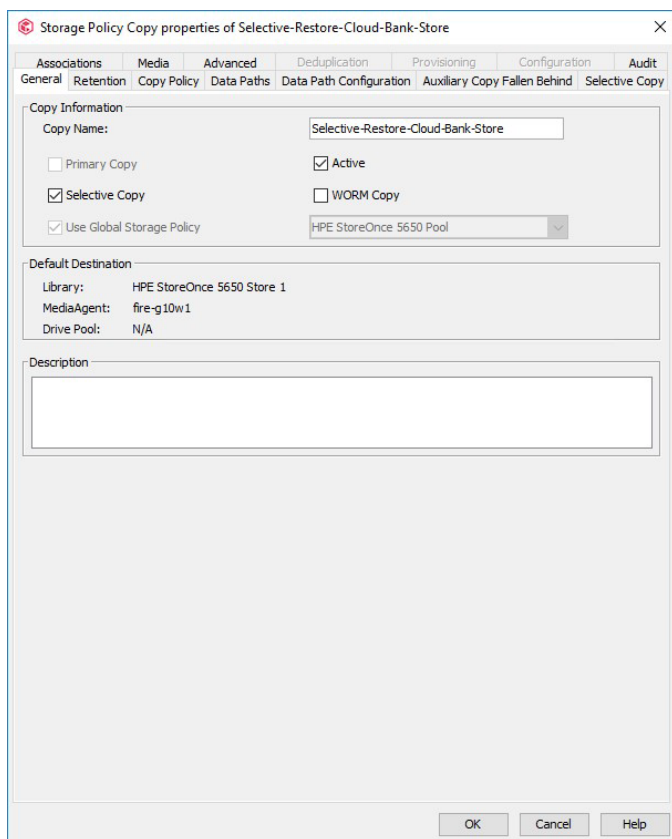 Storage Policy Copy properties of Selective-Restore-Cloud-Bank-Store
Associations Media Advanced Deduplication Provisioning Configuration Audit
General Retention Copy Policy Data Paths Data Path Configuration Auxiliary Copy Fallen Behind Selective Copy
Copy Information
Copy Name: Selective-Restore-Cloud-Bank-Store
Primary Copy Active
Selective Copy WORM Copy
Use Global Storage Policy HPE StoreOnce 5650 Pool
Default Destination
Library: HPE StoreOnce 5650 Store 1
MediaAgent: fire-g10w1
Drive Pool: N/A
Description
OK Cancel Help